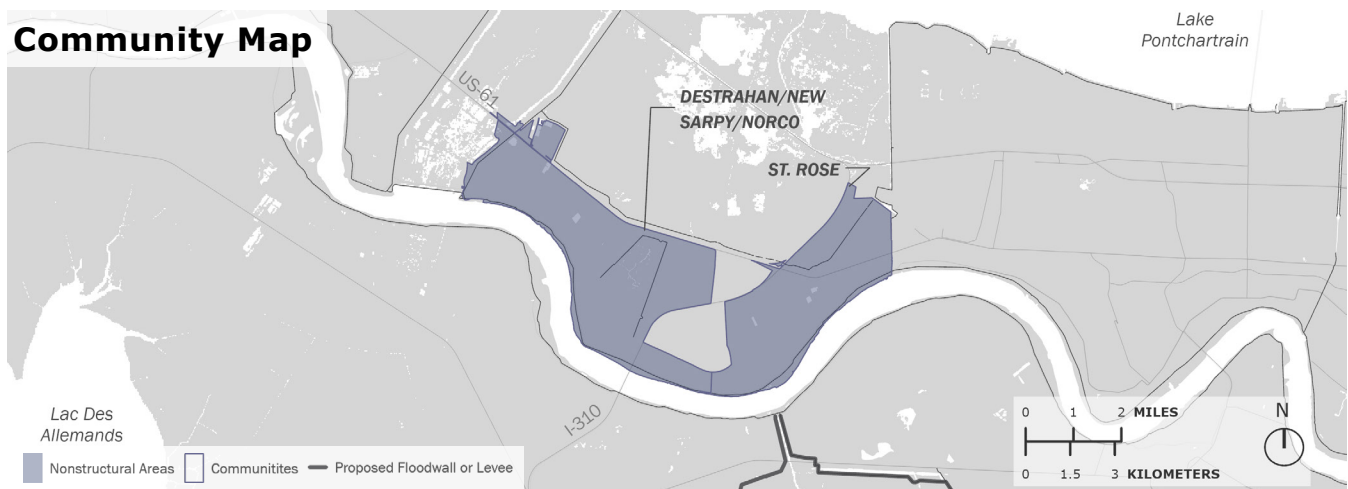 Community Map
Lake
Pontchartrain
US-61
DESTRAHAN/NEW
SARPY/NORCO
ST. ROSE
I-310
Lac Des
Allemands
Nonstructural Areas
Communitites
Proposed Floodwall or Levee
0 1 2 MILES
0 1.5 3 KILOMETERS
N